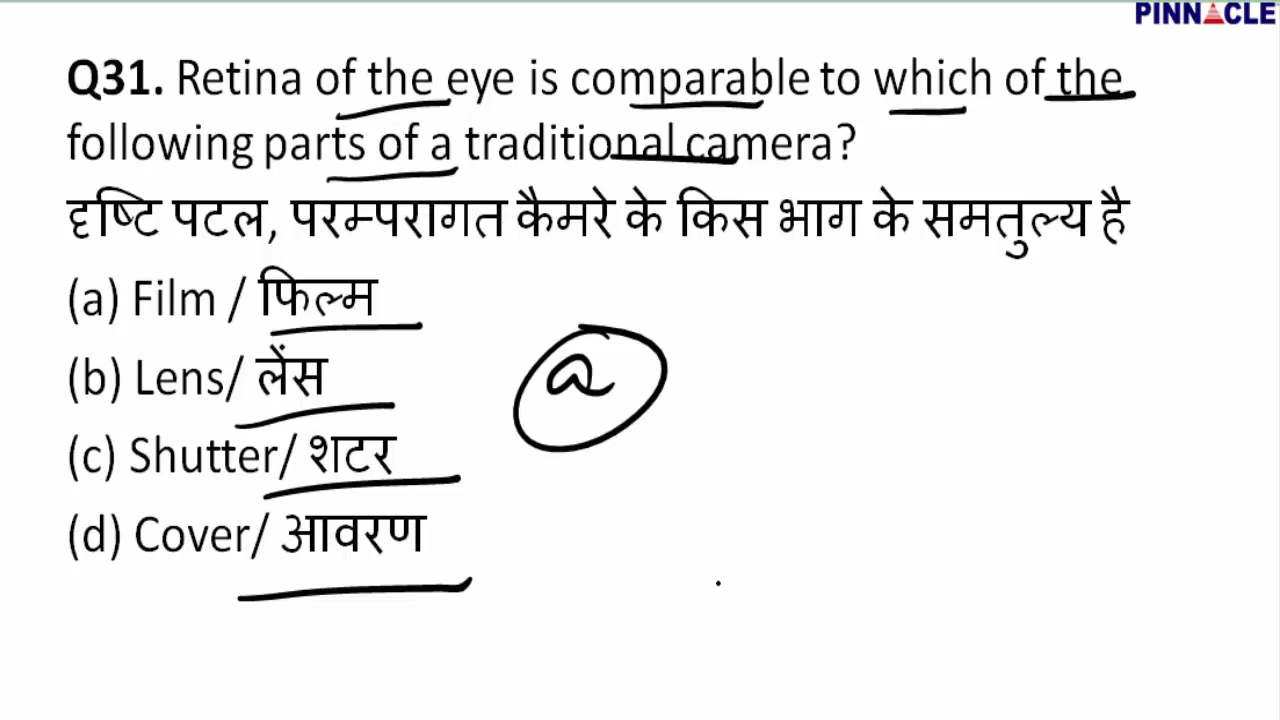 PINNACLE
Q31. Retina of the eye is comparable to which of the
following parts of a traditional camera?
दृष्टि पटल, परम्परागत कैमरे के किस भाग के समतुल्य है
(a) Film / फिल्म
(b) Lens/ लेंस
a
(c) Shutter/ शटर
(d) Cover/ आवरण